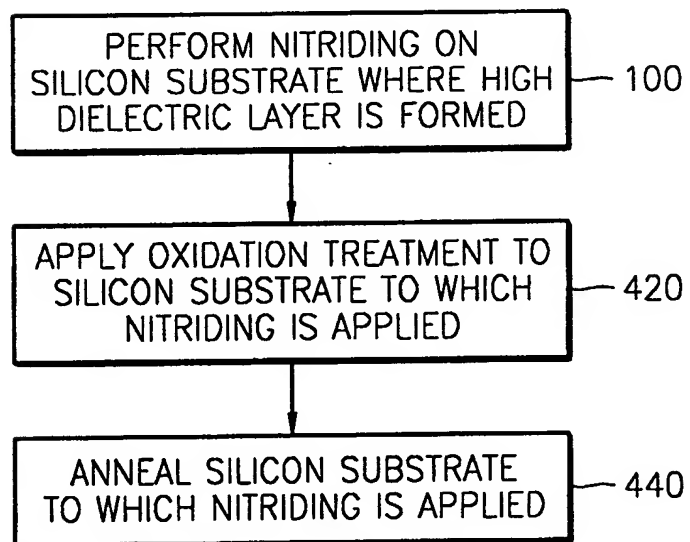 PERFORM NITRIDING ON
SILICON SUBSTRATE WHERE HIGH
DIELECTRIC LAYER IS FORMED
100
APPLY OXIDATION TREATMENT TO
SILICON SUBSTRATE TO WHICH
NITRIDING IS APPLIED
420
ANNEAL SILICON SUBSTRATE
TO WHICH NITRIDING IS APPLIED
440